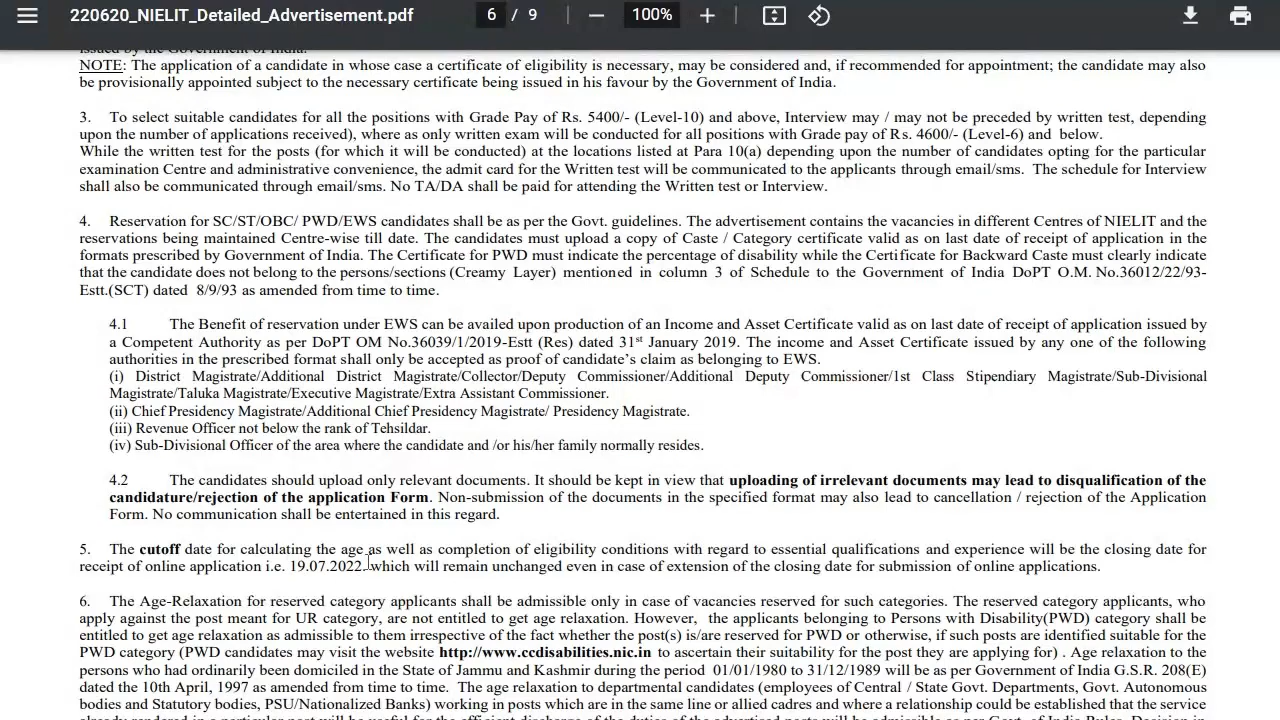 220620_NIELIT_Detailed_Advertisement.pdf
6 / 9
100%
issued by the Government of India.
NOTE: The application of a candidate in whose case a certificate of eligibility is necessary, may be considered and, if recommended for appointment; the candidate may also
be provisionally appointed subject to the necessary certificate being issued in his favour by the Government of India.
3. To select suitable candidates for all the positions with Grade Pay of Rs. 5400/- (Level-10) and above, Interview may / may not be preceded by written test, depending
upon the number of applications received), where as only written exam will be conducted for all positions with Grade pay of Rs. 4600/- (Level-6) and below.
While the written test for the posts (for which it will be conducted) at the locations listed at Para 10(a) depending upon the number of candidates opting for the particular
examination Centre and administrative convenience, the admit card for the Written test will be communicated to the applicants through email/sms. The schedule for Interview
shall also be communicated through email/sms. No TA/DA shall be paid for attending the Written test or Interview.
4. Reservation for SC/ST/OBC/ PWD/EWS candidates shall be as per the Govt. guidelines. The advertisement contains the vacancies in different Centres of NIELIT and the
reservations being maintained Centre-wise till date. The candidates must upload a copy of Caste / Category certificate valid as on last date of receipt of application in the
formats prescribed by Government of India. The Certificate for PWD must indicate the percentage of disability while the Certificate for Backward Caste must clearly indicate
that the candidate does not belong to the persons/sections (Creamy Layer) mentioned in column 3 of Schedule to the Government of India DoPT O.M. No.36012/22/93-
Estt.(SCT) dated 8/9/93 as amended from time to time.
4.1 The Benefit of reservation under EWS can be availed upon production of an Income and Asset Certificate valid as on last date of receipt of application issued by
a Competent Authority as per DoPT OM No.36039/1/2019-Estt (Res) dated 31st January 2019. The income and Asset Certificate issued by any one of the following
authorities in the prescribed format shall only be accepted as proof of candidate's claim as belonging to EWS.
(i) District Magistrate/Additional District Magistrate/Collector/Deputy Commissioner/Additional Deputy Commissioner/1st Class Stipendiary Magistrate/Sub-Divisional
Magistrate/Taluka Magistrate/Executive Magistrate/Extra Assistant Commissioner.
(ii) Chief Presidency Magistrate/Additional Chief Presidency Magistrate/ Presidency Magistrate.
(iii) Revenue Officer not below the rank of Tehsildar.
(iv) Sub-Divisional Officer of the area where the candidate and /or his/her family normally resides.
4.2 The candidates should upload only relevant documents. It should be kept in view that uploading of irrelevant documents may lead to disqualification of the
candidature/rejection of the application Form. Non-submission of the documents in the specified format may also lead to cancellation / rejection of the Application
Form. No communication shall be entertained in this regard.
5. The cutoff date for calculating the age as well as completion of eligibility conditions with regard to essential qualifications and experience will be the closing date for
receipt of online application i.e. 19.07.2022. which will remain unchanged even in case of extension of the closing date for submission of online applications.
6. The Age-Relaxation for reserved category applicants shall be admissible only in case of vacancies reserved for such categories. The reserved category applicants, who
apply against the post meant for UR category, are not entitled to get age relaxation. However, the applicants belonging to Persons with Disability(PWD) category shall be
entitled to get age relaxation as admissible to them irrespective of the fact whether the post(s) is/are reserved for PWD or otherwise, if such posts are identified suitable for the
PWD category (PWD candidates may visit the website http://www.ccdisabilities.nic.in to ascertain their suitability for the post they are applying for) . Age relaxation to the
persons who had ordinarily been domiciled in the State of Jammu and Kashmir during the period 01/01/1980 to 31/12/1989 will be as per Government of India G.S.R. 208(E)
dated the 10th April, 1997 as amended from time to time. The age relaxation to departmental candidates (employees of Central / State Govt. Departments, Govt. Autonomous
bodies and Statutory bodies, PSU/Nationalized Banks) working in posts which are in the same line or allied cadres and where a relationship could be established that the service
already rendered in a particular post will be useful for the efficient discharge of the duties of the advertised posts will be admissible as per Govt. of India Rules. Decision in